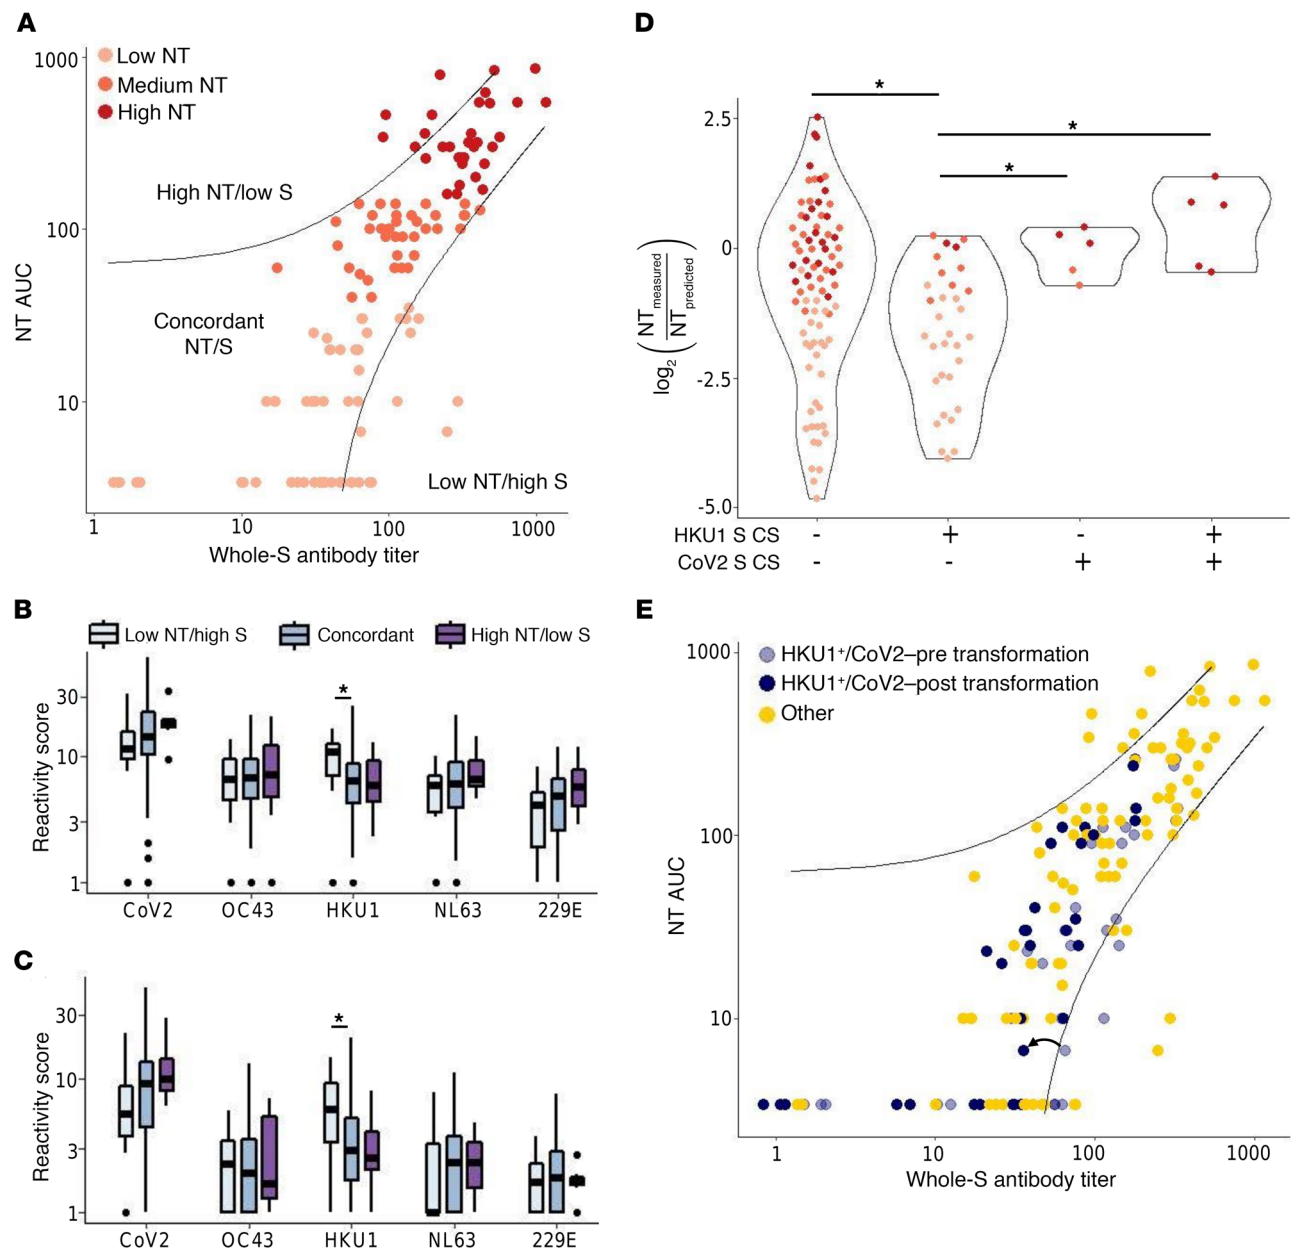 A
Low NT
Medium NT
High NT
1000
100
10
NT AUC
High NT/low S
Concordant
NT/S
Low NT/high S
1
10
100
1000
Whole-S antibody titer
D
2.5
0
-2.5
-5.0
log2 (NTmeasured/NTpredicted)
*
*
*
HKU1 S CS - + - +
CoV2 S CS - - + +
B
Low NT/high S
Concordant
High NT/low S
30
10
3
1
Reactivity score
*
CoV2 OC43 HKU1 NL63 229E
C
30
10
3
1
Reactivity score
*
CoV2 OC43 HKU1 NL63 229E
E
HKU1+/CoV2–pre transformation
HKU1+/CoV2–post transformation
Other
1000
100
10
NT AUC
1
10
100
1000
Whole-S antibody titer